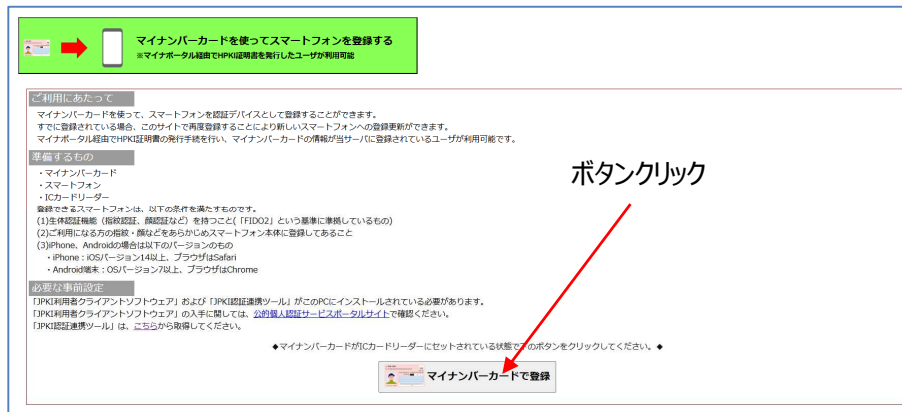 マイナンバーカードを使ってスマートフォンを登録する
※マイナポータル経由でHPKI証明書を発行したユーザが利用可能
ご利用にあたって
マイナンバーカードを使って、スマートフォンを認証デバイスとして登録することができます。
すでに登録されている場合、このサイトで再度登録することにより新しいスマートフォンへの登録更新ができます。
マイナポータル経由でHPKI証明書の発行手続を行い、マイナンバーカードの情報が当サーバに登録されているユーザが利用可能です。
準備するもの
・マイナンバーカード
・スマートフォン
・ICカードリーダー
登録できるスマートフォンは、以下の条件を満たすものです。
(1)生体認証機能（指紋認証、顔認証など）を持つこと(「FIDO2」という基準に準拠しているもの)
(2)ご利用になる方の指紋・顔などをあらかじめスマートフォン本体に登録してあること
(3)iPhone、Androidの場合は以下のバージョンのもの
・iPhone：iOSバージョン14以上、ブラウザはSafari
・Android端末：OSバージョン7以上、ブラウザはChrome
必要な事前設定
「JPKI利用者クライアントソフトウェア」および「JPKI認証連携ツール」がこのPCにインストールされている必要があります。
「JPKI利用者クライアントソフトウェア」の入手に関しては、公的個人認証サービスポータルサイトで確認ください。
「JPKI認証連携ツール」は、こちらから取得してください。
ボタンクリック
◆マイナンバーカードがICカードリーダーにセットされている状態で下のボタンをクリックしてください。◆
マイナンバーカードで登録